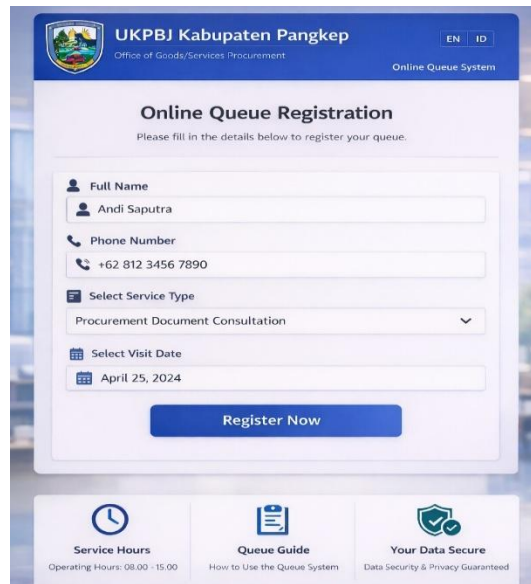 UKPBJ Kabupaten Pangkep
Office of Goods/Services Procurement
EN ID
Online Queue System
Online Queue Registration
Please fill in the details below to register your queue.
Full Name
Andi Saputra
Phone Number
+62 812 3456 7890
Select Service Type
Procurement Document Consultation
Select Visit Date
April 25, 2024
Register Now
Service Hours
Operating Hours: 08.00 - 15.00
Queue Guide
How to Use the Queue System
Your Data Secure
Data Security & Privacy Guaranteed